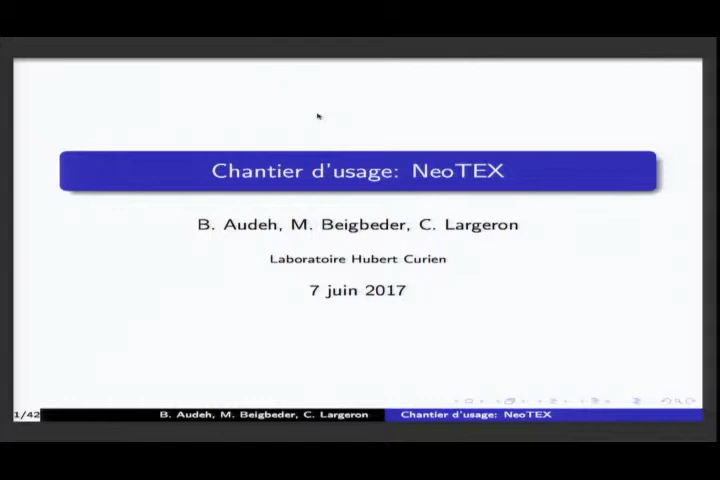 Chantier d'usage: NeoTEX
B. Audeh, M. Beigbeder, C. Largeron
Laboratoire Hubert Curien
7 juin 2017
1/42 B. Audeh, M. Beigbeder, C. Largeron Chantier d'usage: NeoTEX